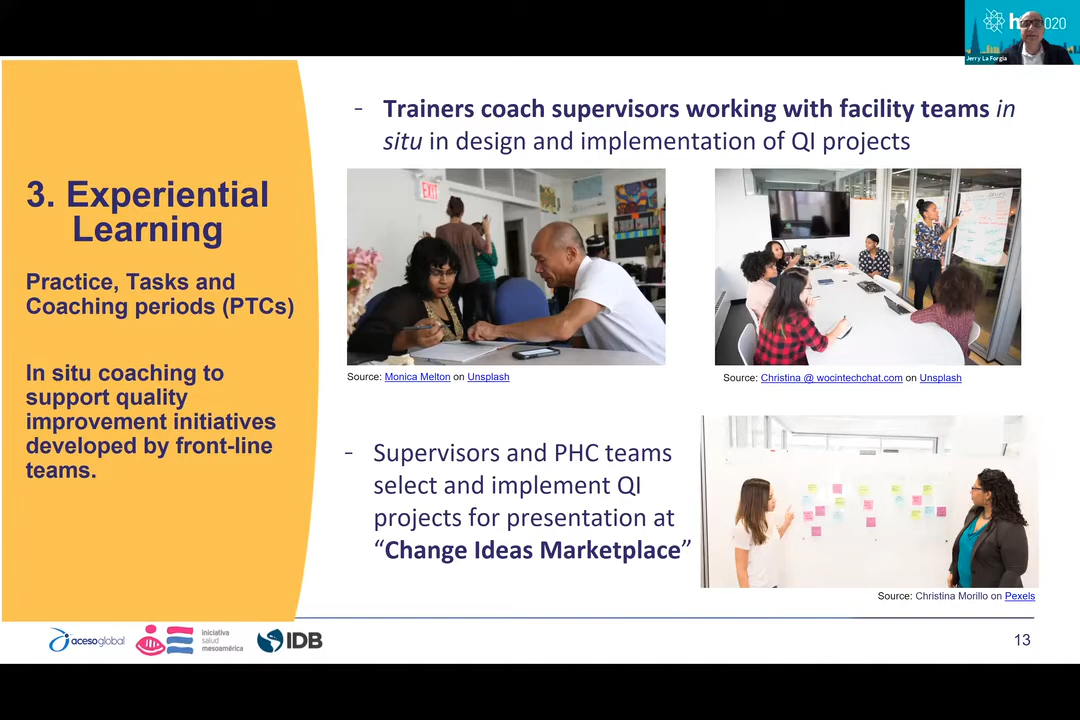 020
Jerry La Forgia
3. Experiential
Learning
Practice, Tasks and
Coaching periods (PTCs)
In situ coaching to
support quality
improvement initiatives
developed by front-line
teams.
- Trainers coach supervisors working with facility teams in
situ in design and implementation of QI projects
EXIT
Source: Monica Melton on Unsplash
Source: Christina @ wocintechchat.com on Unsplash
- Supervisors and PHC teams
select and implement QI
projects for presentation at
“Change Ideas Marketplace”
Source: Christina Morillo on Pexels
acesoglobal
iniciativa
salud
mesoamérica
IDB
13